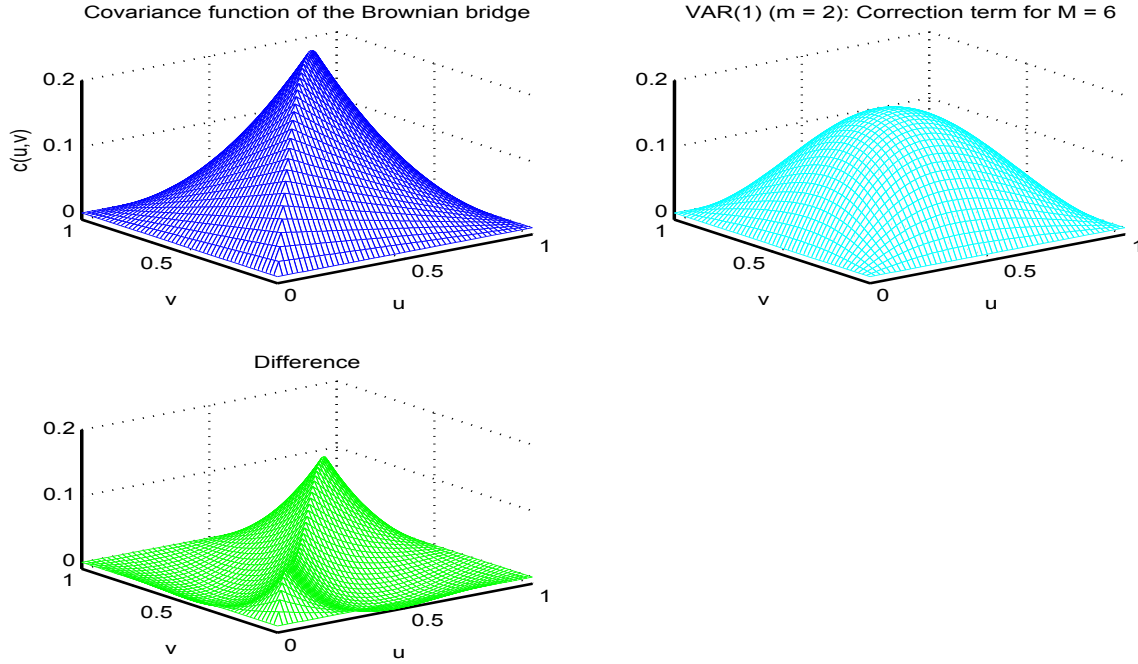 Covariance function of the Brownian bridge
0.2
0.1
0
c(u,v)
1
0.5
0
v
0.5
1
u
VAR(1) (m = 2): Correction term for M = 6
0.2
0.1
0
1
0.5
0
v
0.5
1
u
Difference
0.2
0.1
0
1
0.5
0
v
0.5
1
u